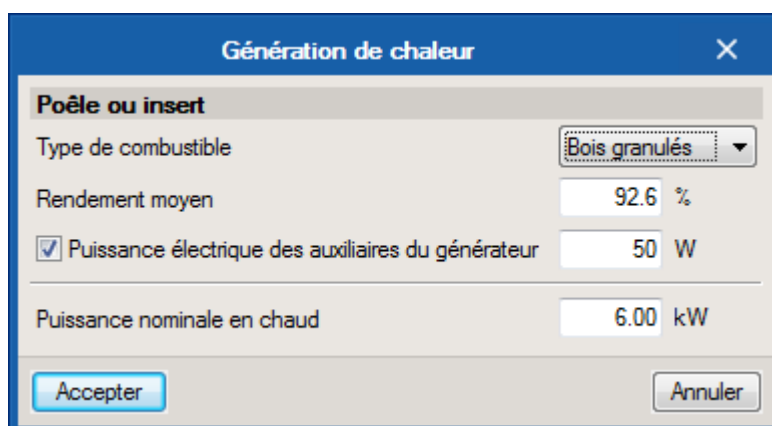 Génération de chaleur
Poêle ou insert
Type de combustible Bois granulés
Rendement moyen 92.6 %
Puissance électrique des auxiliaires du générateur 50 W
Puissance nominale en chaud 6.00 kW
Accepter Annuler